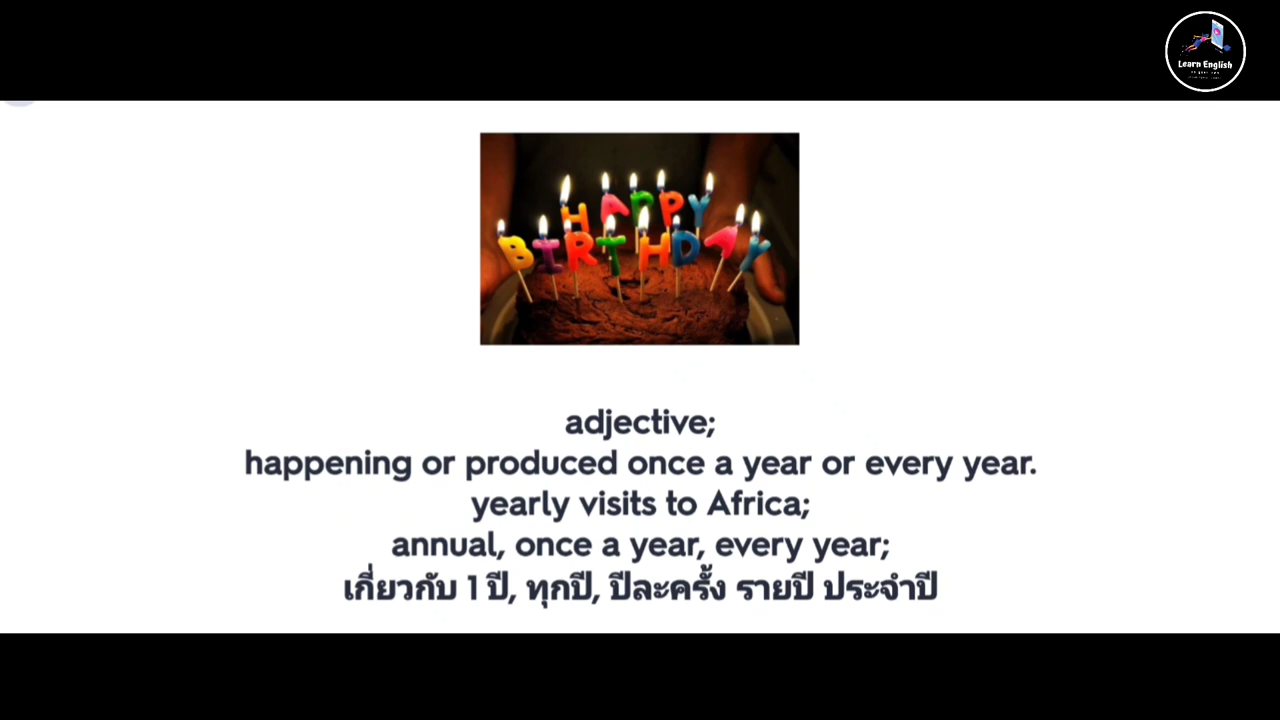 Learn English
HAPPY
BIRTHDAY
adjective;
happening or produced once a year or every year.
yearly visits to Africa;
annual, once a year, every year;
เกี่ยวกับ 1 ปี, ทุกปี, ปีละครั้ง รายปี ประจำปี